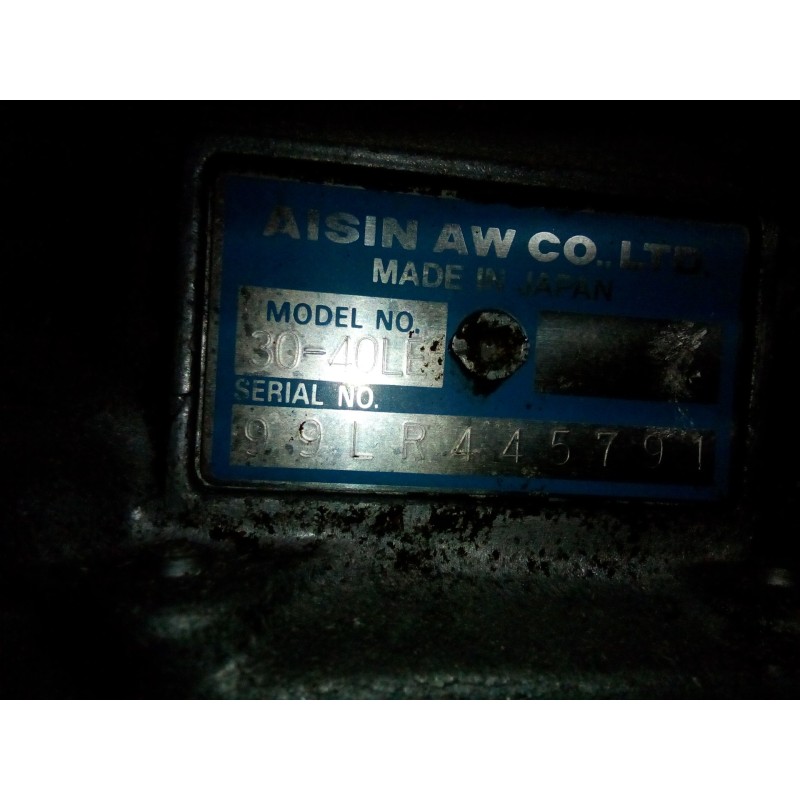 AISIN AW CO., LTD.
MADE IN JAPAN
MODEL NO.
30-40LE
SERIAL NO.
99LR445791